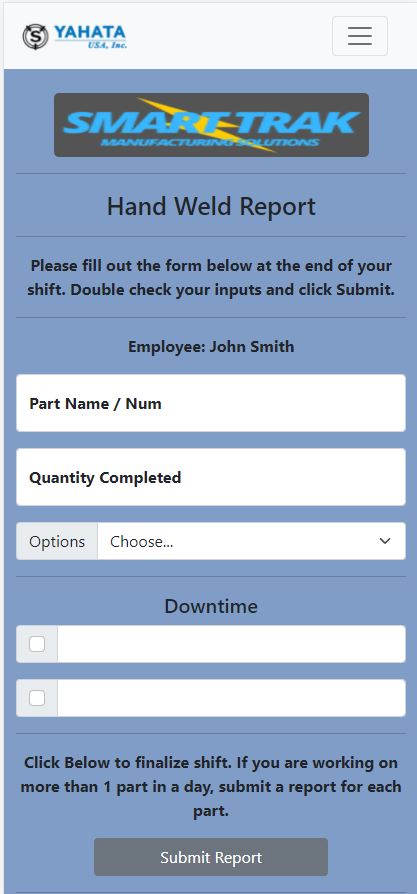 S YAHATA
USA, Inc.
SMART TRAK
MANUFACTURING SOLUTIONS
Hand Weld Report
Please fill out the form below at the end of your
shift. Double check your inputs and click Submit.
Employee: John Smith
Part Name / Num
Quantity Completed
Options Choose...
Downtime
Click Below to finalize shift. If you are working on
more than 1 part in a day, submit a report for each
part.
Submit Report